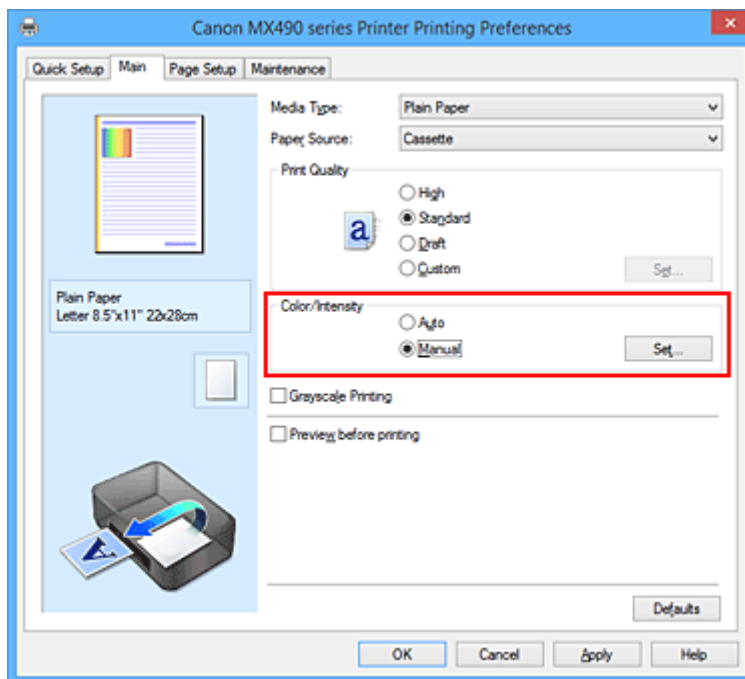 Canon MX490 series Printer Printing Preferences
Quick Setup Main Page Setup Maintenance
Media Type: Plain Paper
Paper Source: Cassette
Print Quality
High
a Standard
Draft
Custom Set...
Plain Paper
Letter 8.5"x11" 22x28cm
Color/Intensity
Auto
Manual Set...
Grayscale Printing
Preview before printing
A
Defaults
OK Cancel Apply Help